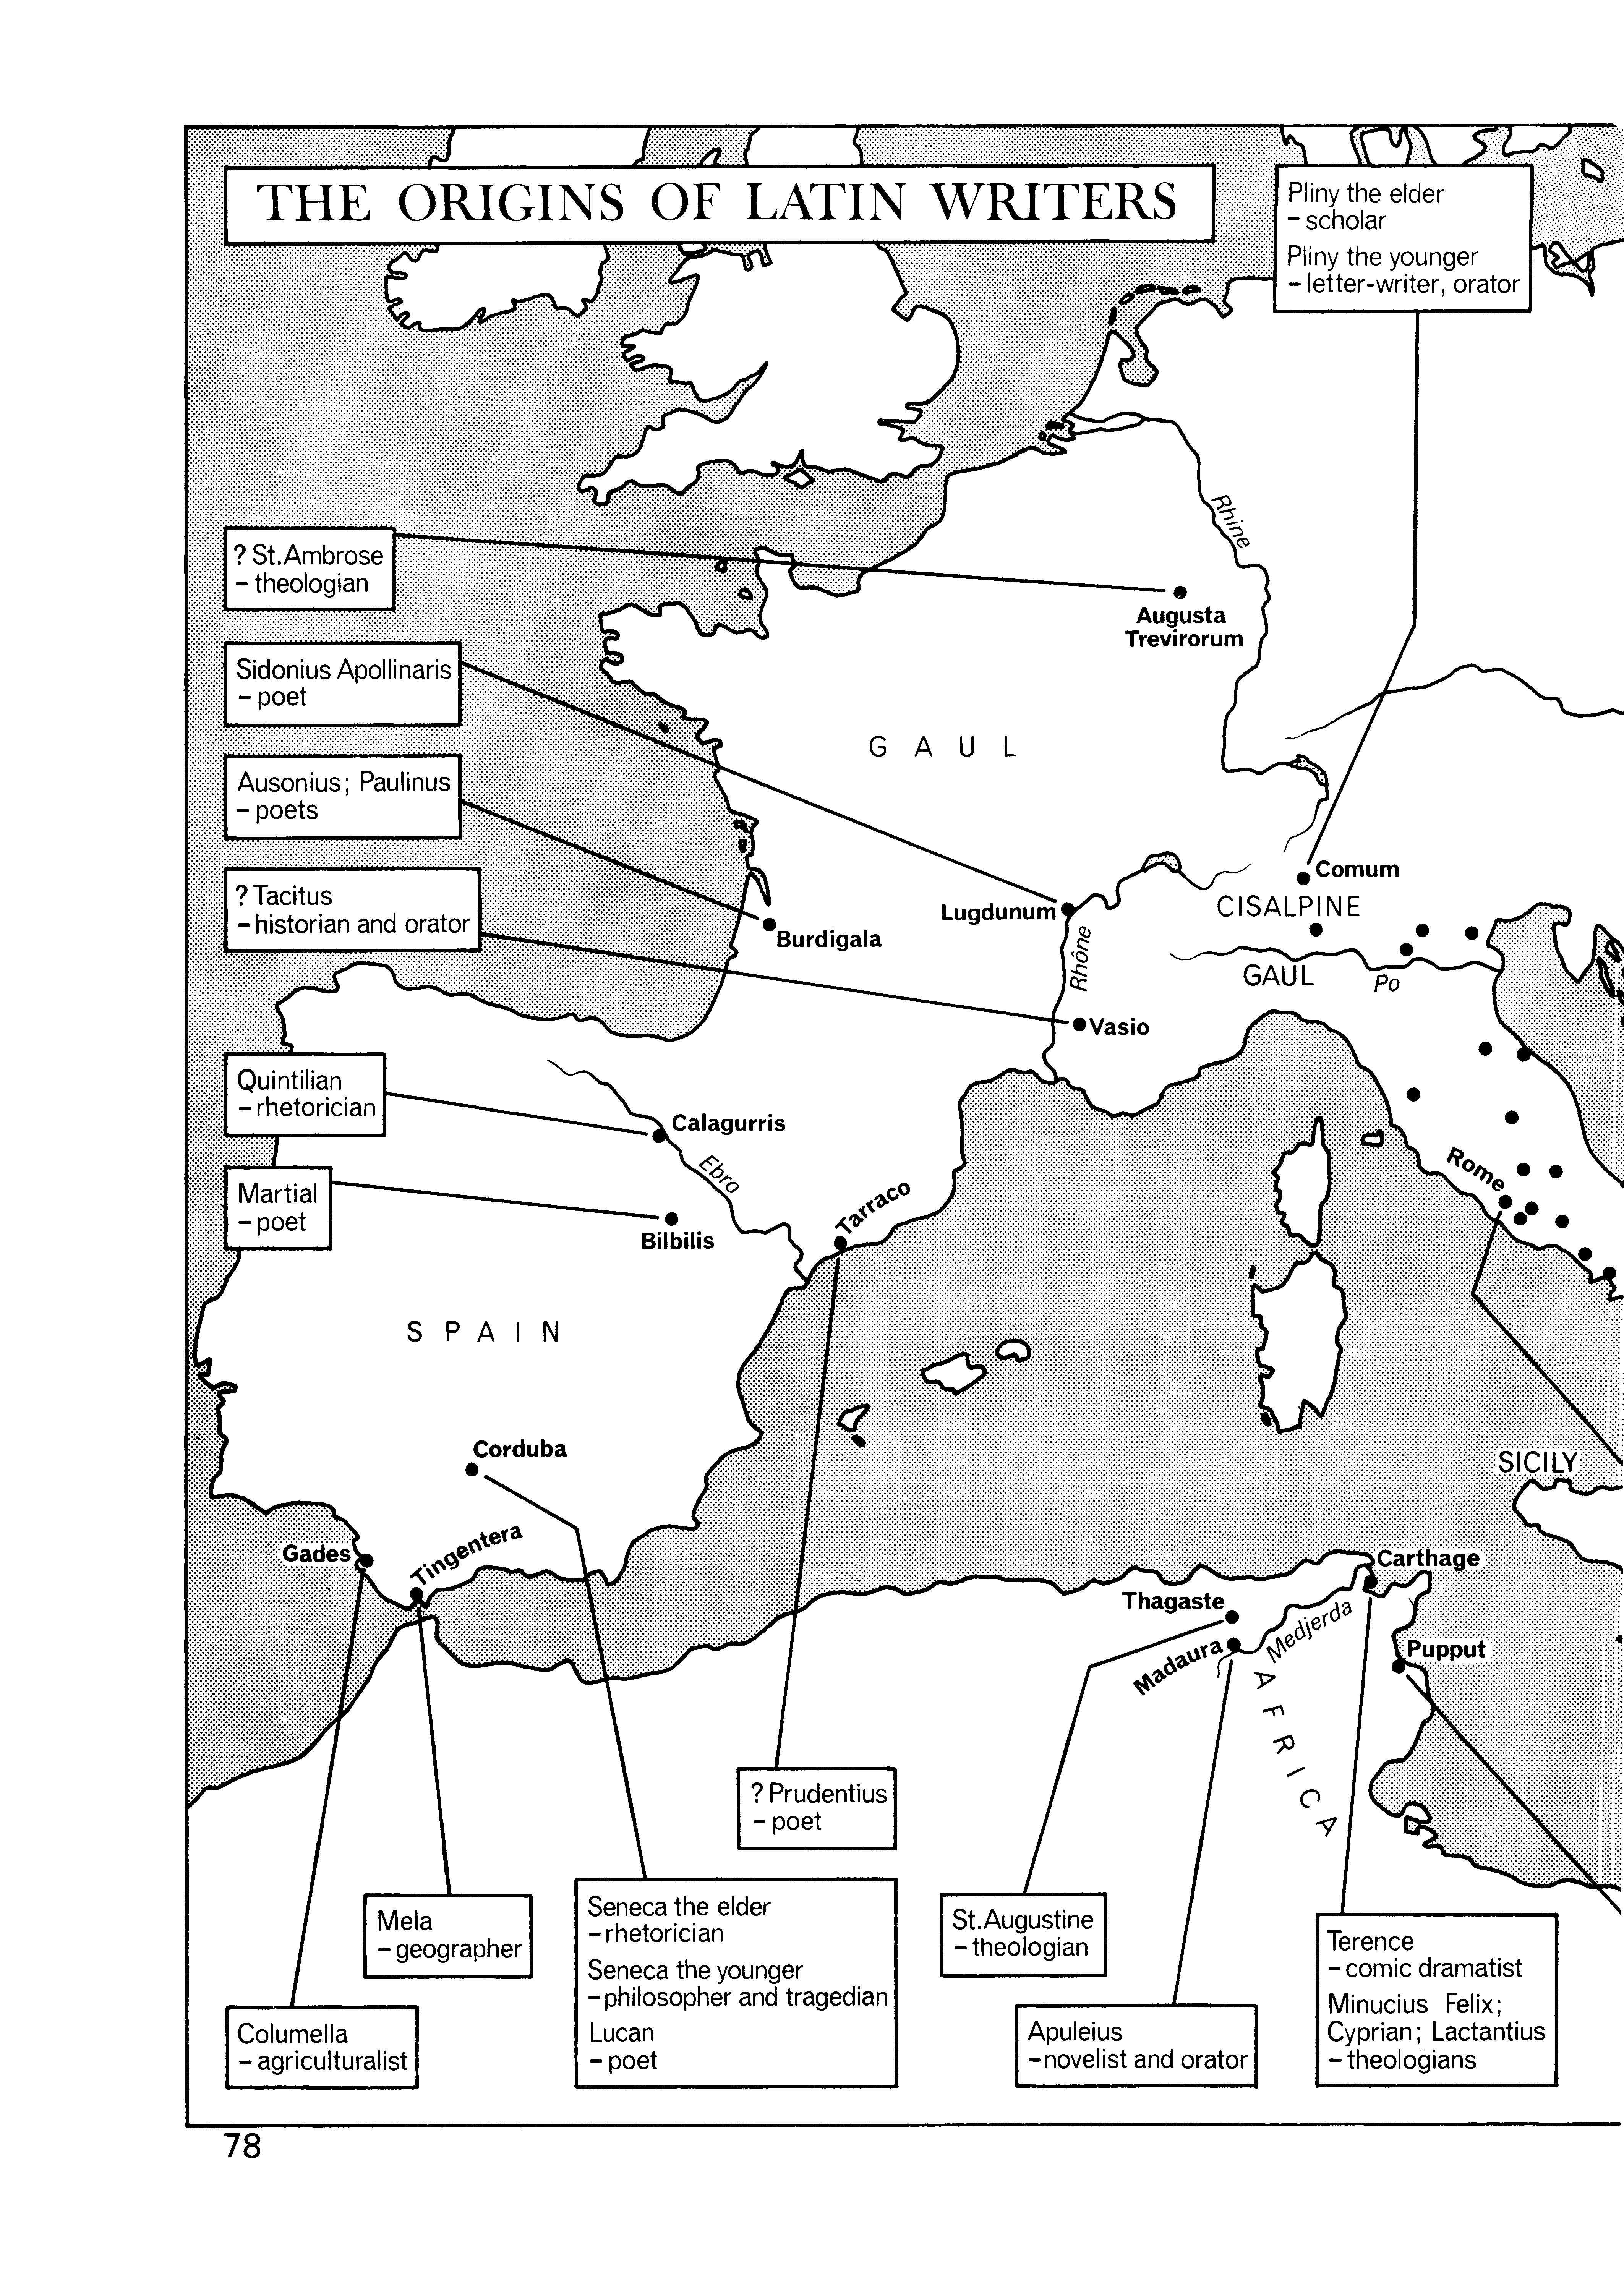 THE ORIGINS OF LATIN WRITERS
Pliny the elder
– scholar
Pliny the younger
– letter-writer, orator
? St. Ambrose
– theologian
Sidonius Apollinaris
– poet
Ausonius; Paulinus
– poets
? Tacitus
– historian and orator
Quintilian
– rhetorician
Martial
– poet
Rhine
Augusta
Trevirorum
GAUL
Comum
CISALPINE
GAUL
Po
Lugdunum
Rhône
Burdigala
Vasio
Calagurris
Ebro
Bilbilis
Tarraco
Rome
SPAIN
Corduba
Gades
Tingentera
SICILY
Carthage
Thagaste
Madaura
Medjerda
Pupput
AFRICA
? Prudentius
– poet
Mela
– geographer
Columella
– agriculturalist
Seneca the elder
– rhetorician
Seneca the younger
– philosopher and tragedian
Lucan
– poet
St. Augustine
– theologian
Apuleius
– novelist and orator
Terence
– comic dramatist
Minucius Felix;
Cyprian; Lactantius
– theologians
78